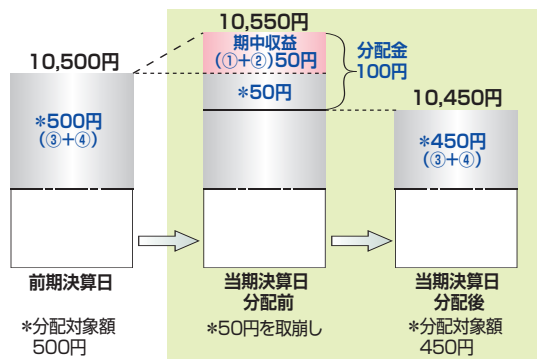 10,500円
*500円
(③+④)
前期決算日
*分配対象額
500円
10,550円
期中収益
(①+②)50円
*50円
分配金
100円
当期決算日
分配前
*50円を取崩し
10,450円
*450円
(③+④)
当期決算日
分配後
*分配対象額
450円